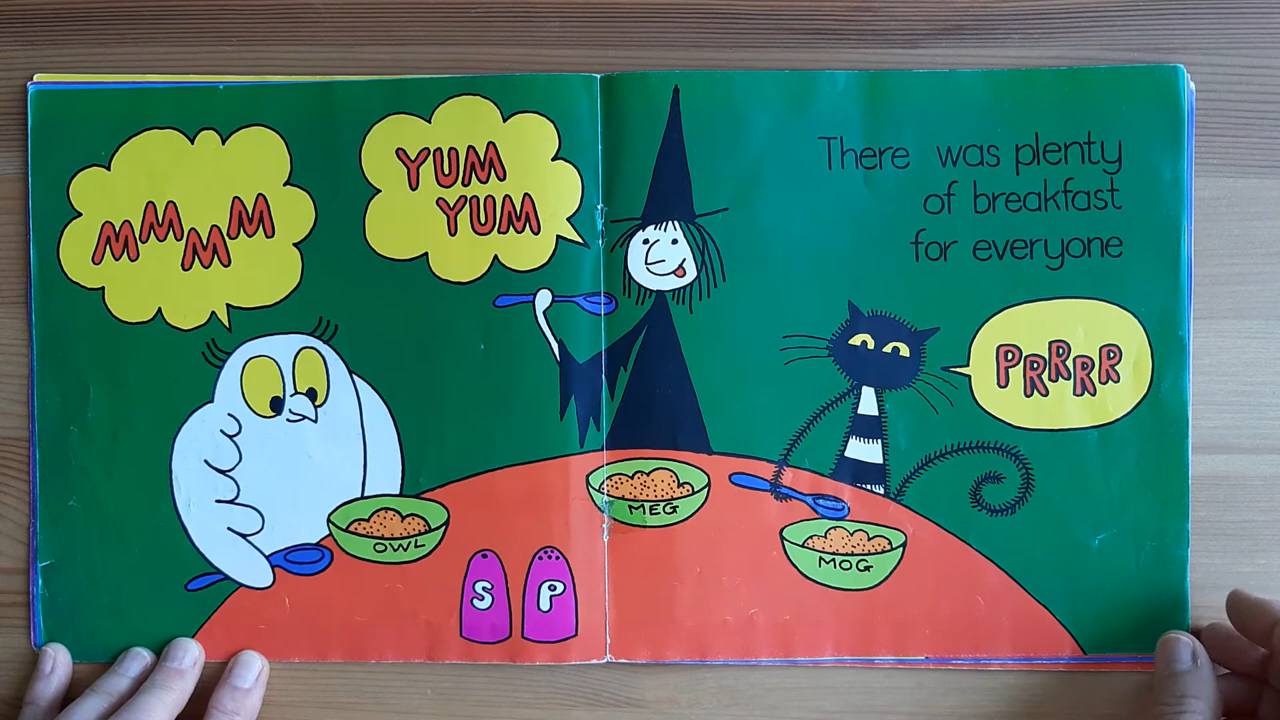 MMMM
YUM
YUM
There was plenty
of breakfast
for everyone
PRRRR
OWL
MEG
MOG
S
P